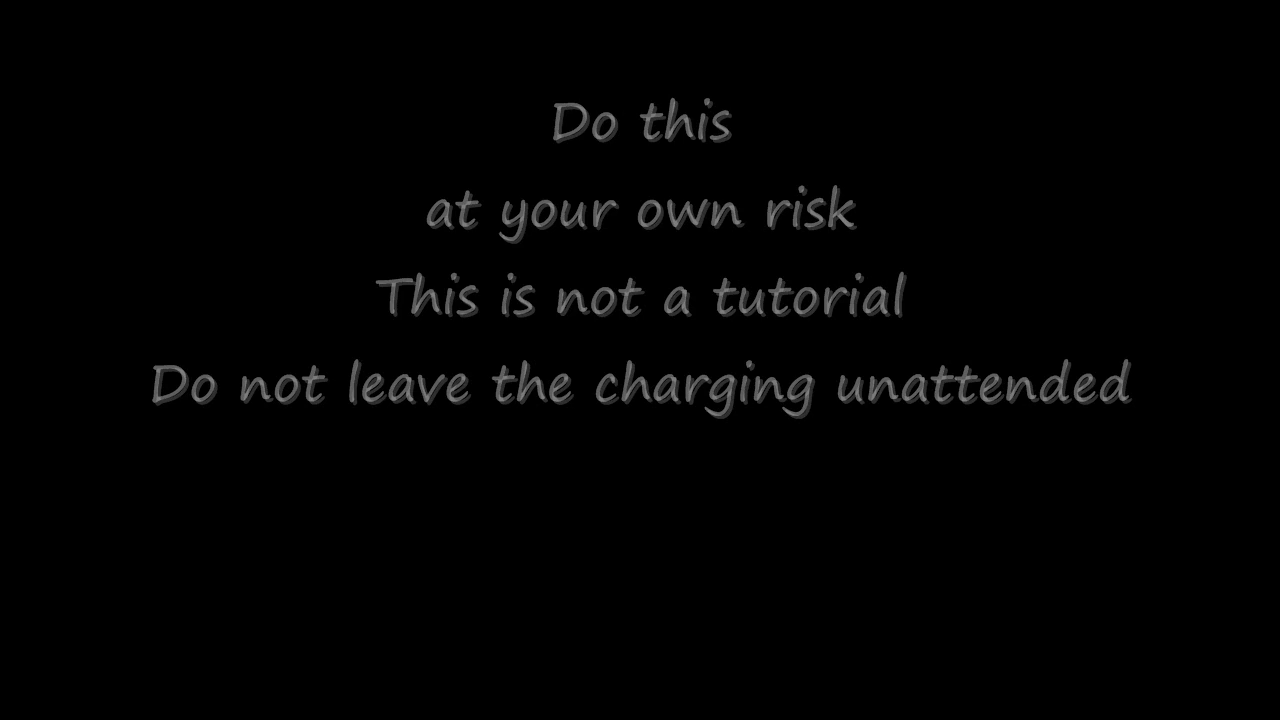 Do this
at your own risk
This is not a tutorial
Do not leave the charging unattended